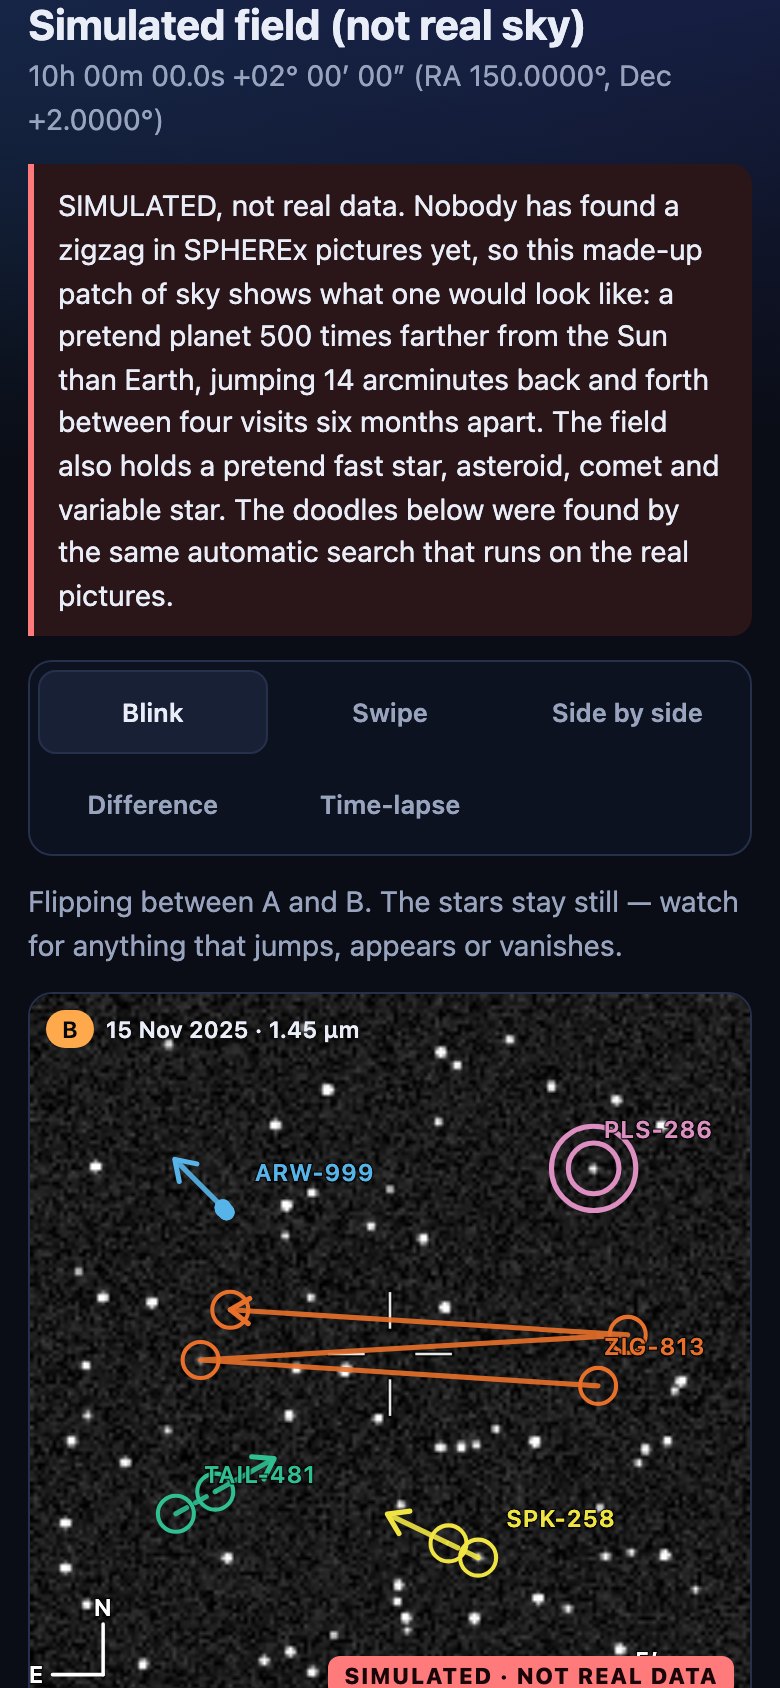 Simulated field (not real sky)
10h 00m 00.0s +02° 00′ 00″ (RA 150.0000°, Dec
+2.0000°)
SIMULATED, not real data. Nobody has found a
zigzag in SPHEREx pictures yet, so this made-up
patch of sky shows what one would look like: a
pretend planet 500 times farther from the Sun
than Earth, jumping 14 arcminutes back and forth
between four visits six months apart. The field
also holds a pretend fast star, asteroid, comet and
variable star. The doodles below were found by
the same automatic search that runs on the real
pictures.
Blink
Swipe
Side by side
Difference
Time-lapse
Flipping between A and B. The stars stay still — watch
for anything that jumps, appears or vanishes.
B 15 Nov 2025 · 1.45 µm
PLS-286
ARW-999
ZIG-813
TAIL-481
SPK-258
N
E
SIMULATED · NOT REAL DATA